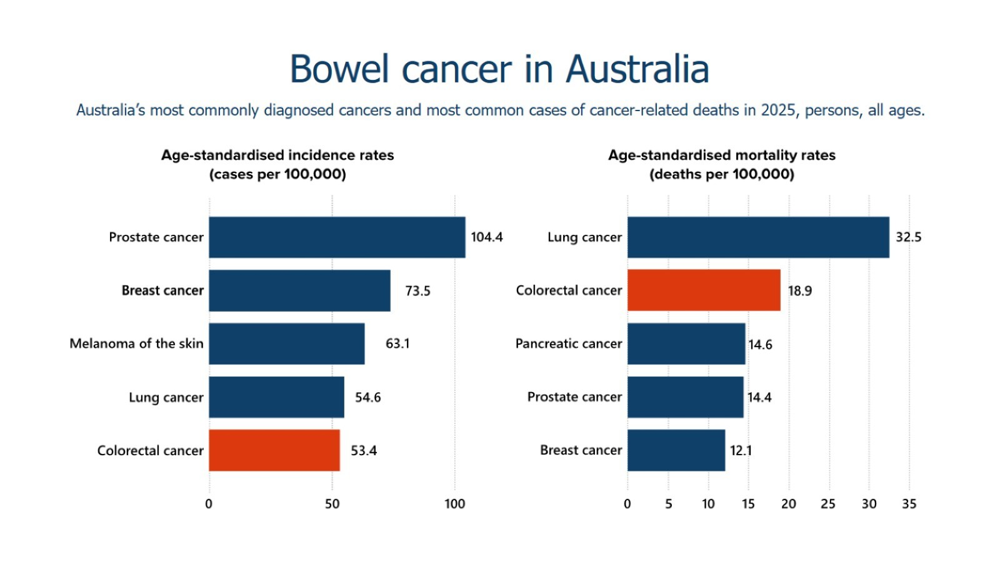 Bowel cancer in Australia
Australia's most commonly diagnosed cancers and most common cases of cancer-related deaths in 2025, persons, all ages.
Age-standardised incidence rates
(cases per 100,000)
Prostate cancer 104.4
Breast cancer 73.5
Melanoma of the skin 63.1
Lung cancer 54.6
Colorectal cancer 53.4
0 50 100
Age-standardised mortality rates
(deaths per 100,000)
Lung cancer 32.5
Colorectal cancer 18.9
Pancreatic cancer 14.6
Prostate cancer 14.4
Breast cancer 12.1
0 5 10 15 20 25 30 35